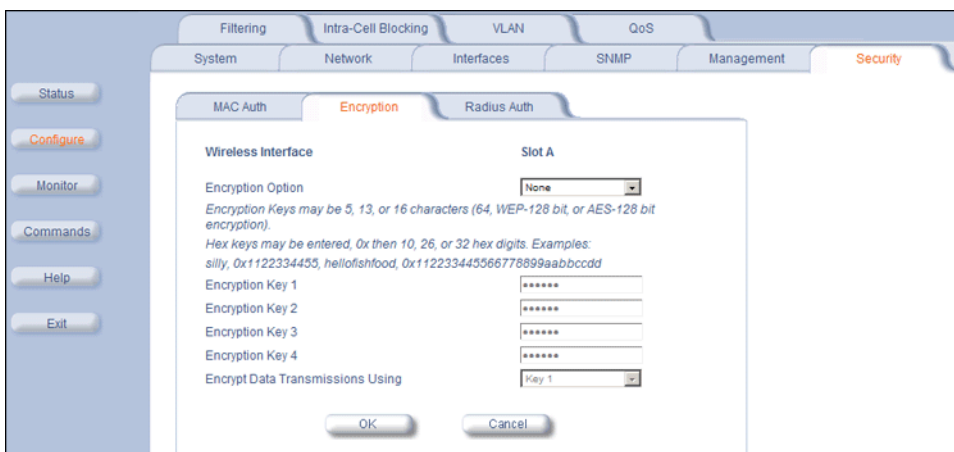 Filtering Intra-Cell Blocking VLAN QoS
System Network Interfaces SNMP Management Security
Status
Configure
Monitor
Commands
Help
Exit
MAC Auth Encryption Radius Auth
Wireless Interface Slot A
Encryption Option None
Encryption Keys may be 5, 13, or 16 characters (64, WEP-128 bit, or AES-128 bit
encryption).
Hex keys may be entered, 0x then 10, 26, or 32 hex digits. Examples:
silly, 0x1122334455, hellofishfood, 0x112233445566778899aabbccdd
Encryption Key 1 ••••••
Encryption Key 2 ••••••
Encryption Key 3 ••••••
Encryption Key 4 ••••••
Encrypt Data Transmissions Using Key 1
OK Cancel